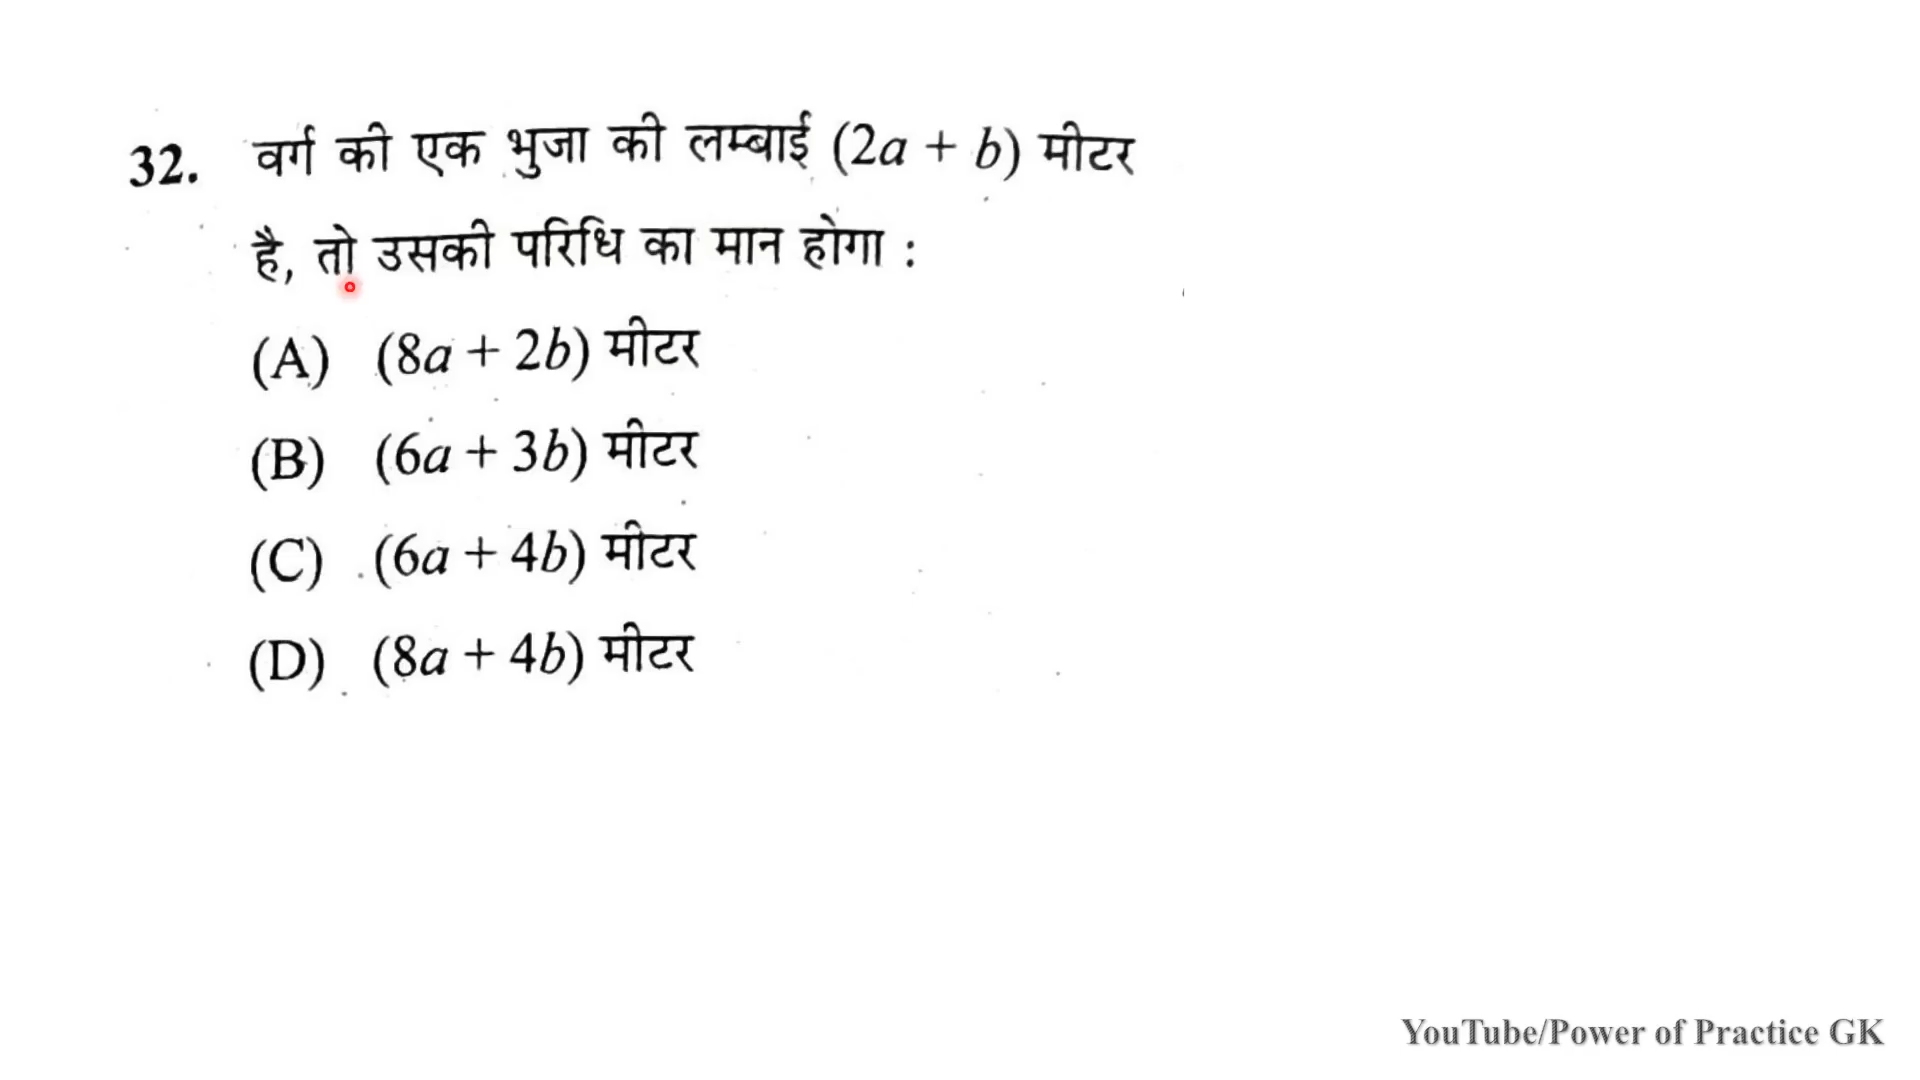 32. वर्ग की एक भुजा की लम्बाई (2a + b) मीटर
है, तो उसकी परिधि का मान होगा :
(A) (8a + 2b) मीटर
(B) (6a + 3b) मीटर
(C) (6a + 4b) मीटर
(D) (8a + 4b) मीटर
YouTube/Power of Practice GK